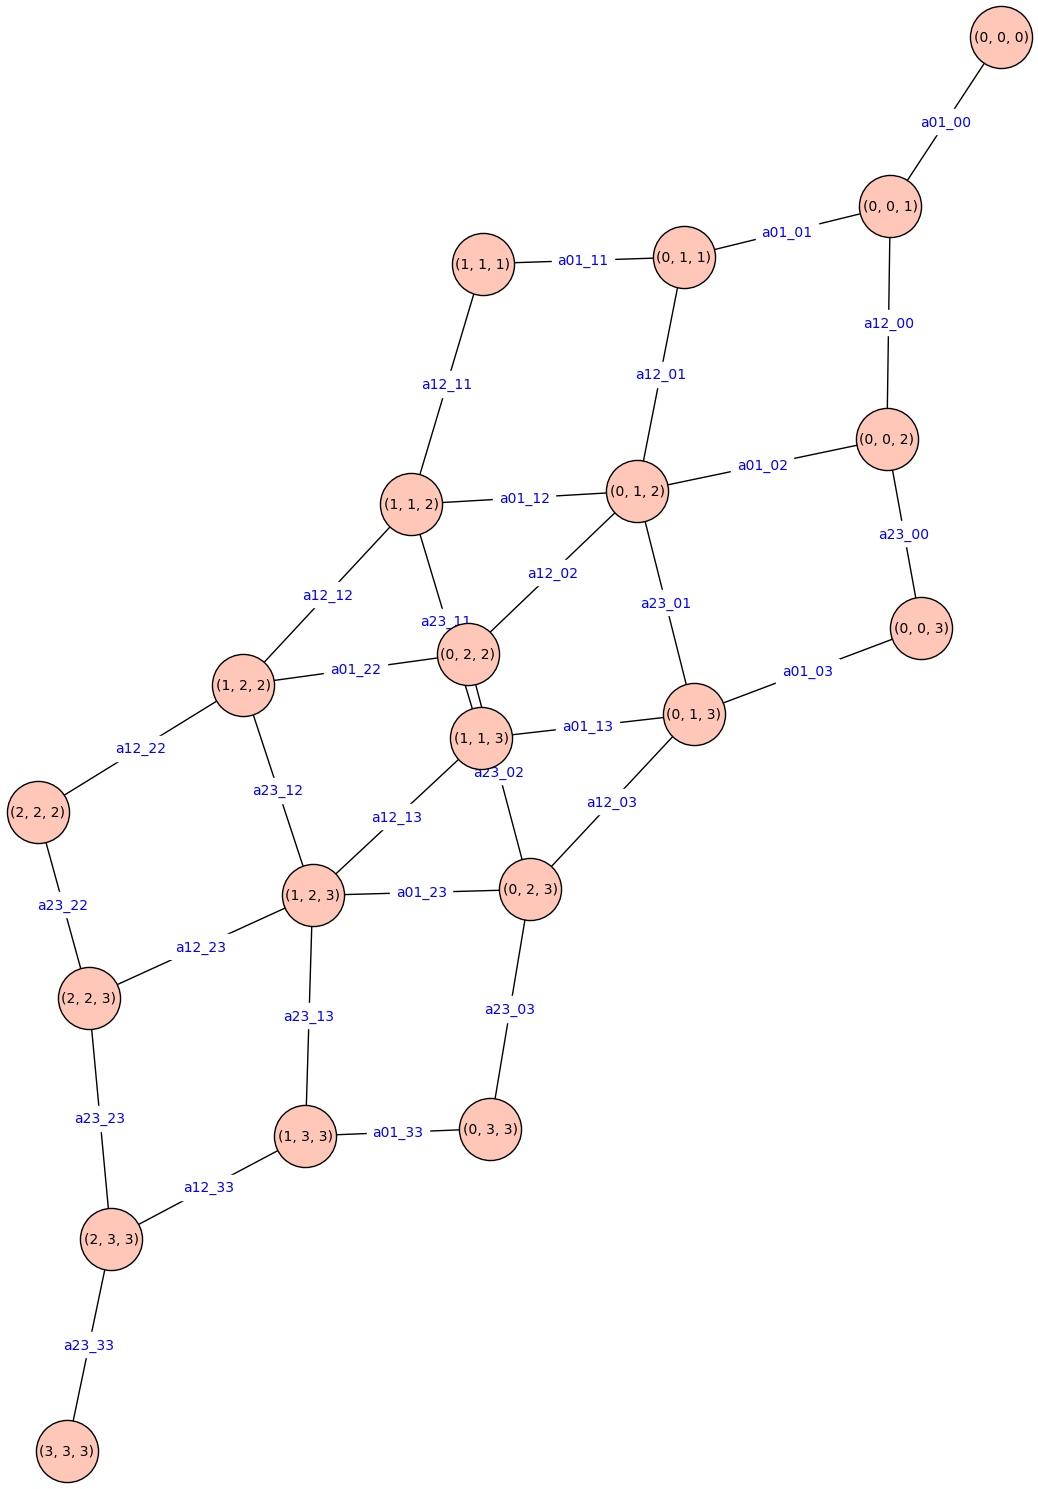 (0, 0, 0)
a01_00
(0, 0, 1)
a01_01
(0, 1, 1)
a01_11
(1, 1, 1)
a12_00
a12_01
a12_11
(0, 0, 2)
a01_02
(0, 1, 2)
a01_12
(1, 1, 2)
a23_00
a12_02
a12_12
a23_01
a23_11
(0, 0, 3)
(0, 2, 2)
a01_22
a01_03
(1, 2, 2)
(0, 1, 3)
a01_13
(1, 1, 3)
a12_22
a23_02
a23_12
a12_03
(2, 2, 2)
a12_13
(0, 2, 3)
a01_23
(1, 2, 3)
a23_22
a12_23
(2, 2, 3)
a23_03
a23_13
a23_23
(0, 3, 3)
a01_33
(1, 3, 3)
a12_33
(2, 3, 3)
a23_33
(3, 3, 3)